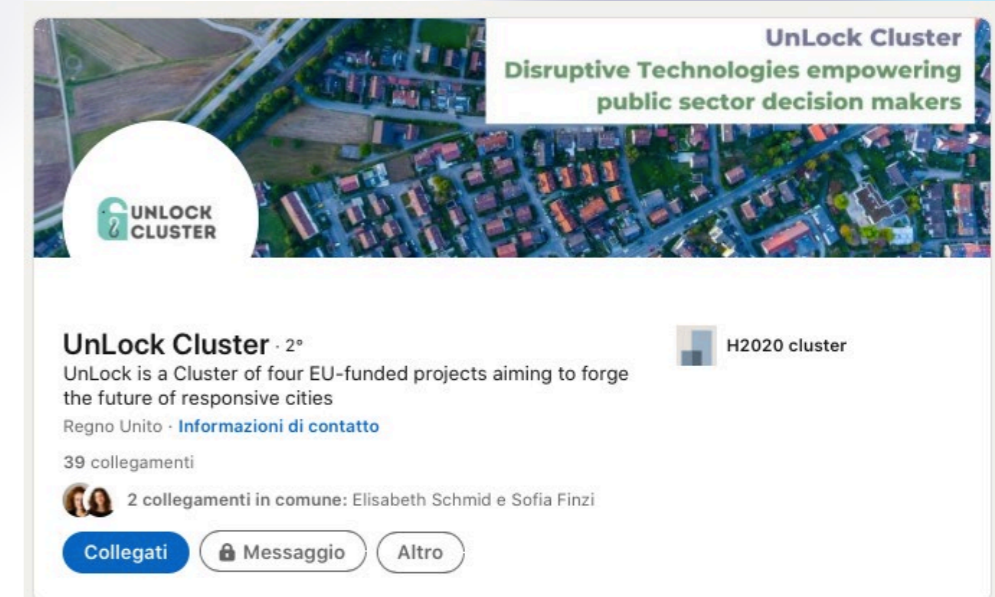 UnLock Cluster
Disruptive Technologies empowering
public sector decision makers
UNLOCK
CLUSTER
UnLock Cluster · 2°
H2020 cluster
UnLock is a Cluster of four EU-funded projects aiming to forge
the future of responsive cities
Regno Unito · Informazioni di contatto
39 collegamenti
2 collegamenti in comune: Elisabeth Schmid e Sofia Finzi
Collegati
Messaggio
Altro